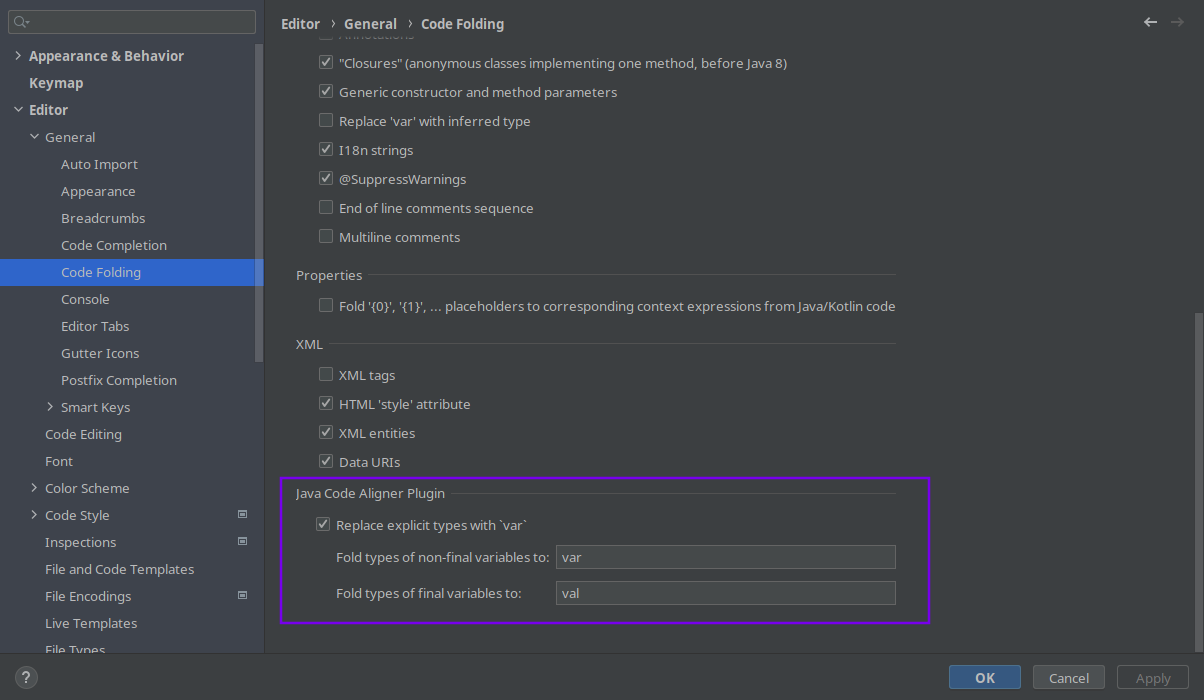 Editor › General › Code Folding
Appearance & Behavior
Keymap
Editor
General
Auto Import
Appearance
Breadcrumbs
Code Completion
Code Folding
Console
Editor Tabs
Gutter Icons
Postfix Completion
Smart Keys
Code Editing
Font
Color Scheme
Code Style
Inspections
File and Code Templates
File Encodings
Live Templates
File Types
Annotations
"Closures" (anonymous classes implementing one method, before Java 8)
Generic constructor and method parameters
Replace 'var' with inferred type
I18n strings
@SuppressWarnings
End of line comments sequence
Multiline comments
Properties
Fold '{0}', '{1}', ... placeholders to corresponding context expressions from Java/Kotlin code
XML
XML tags
HTML 'style' attribute
XML entities
Data URIs
Java Code Aligner Plugin
Replace explicit types with `var`
Fold types of non-final variables to: var
Fold types of final variables to: val
? OK Cancel Apply